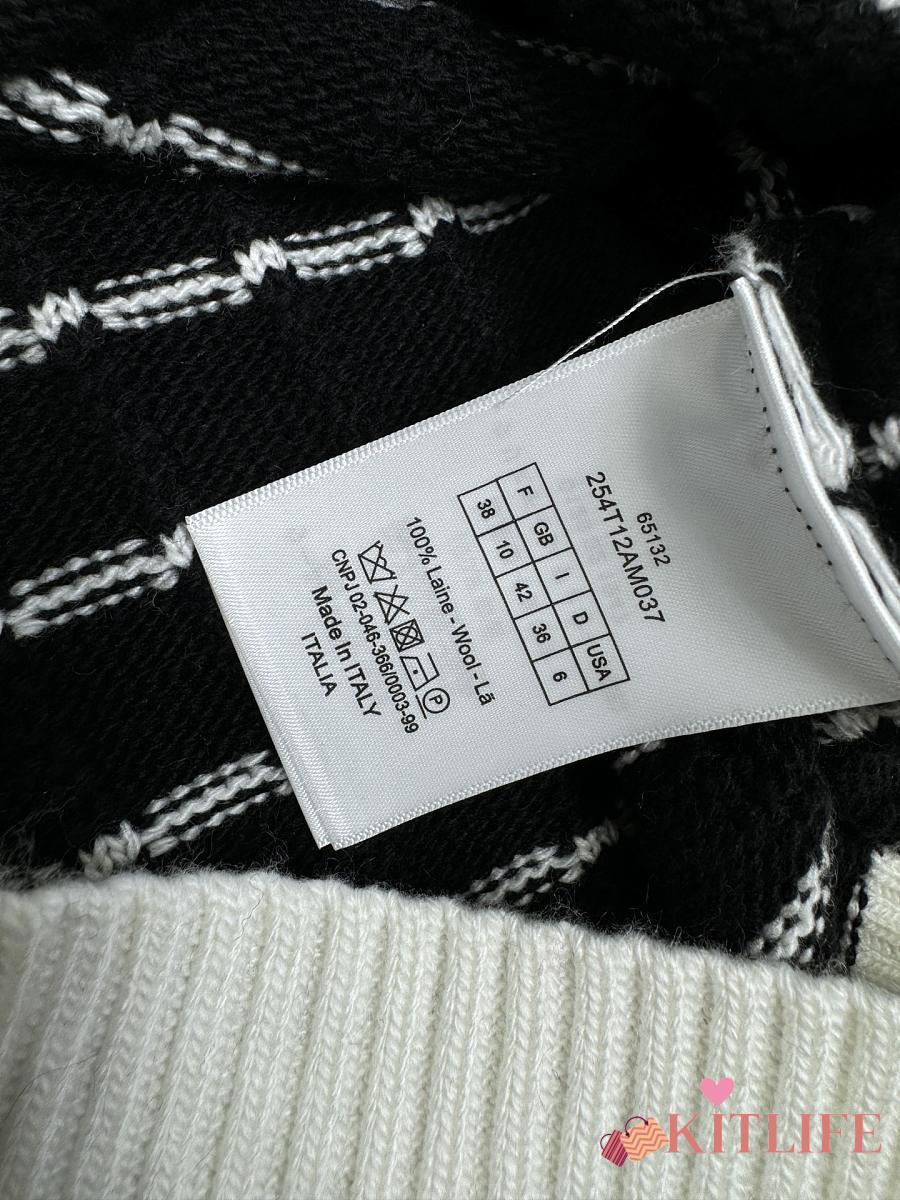 65132
254T12AM037
F GB I D USA
38 10 42 36 6
100% Laine - Wool - Lã
P
CNPJ 02-046-366/0003-99
Made In ITALY
ITALIA
KITLIFE